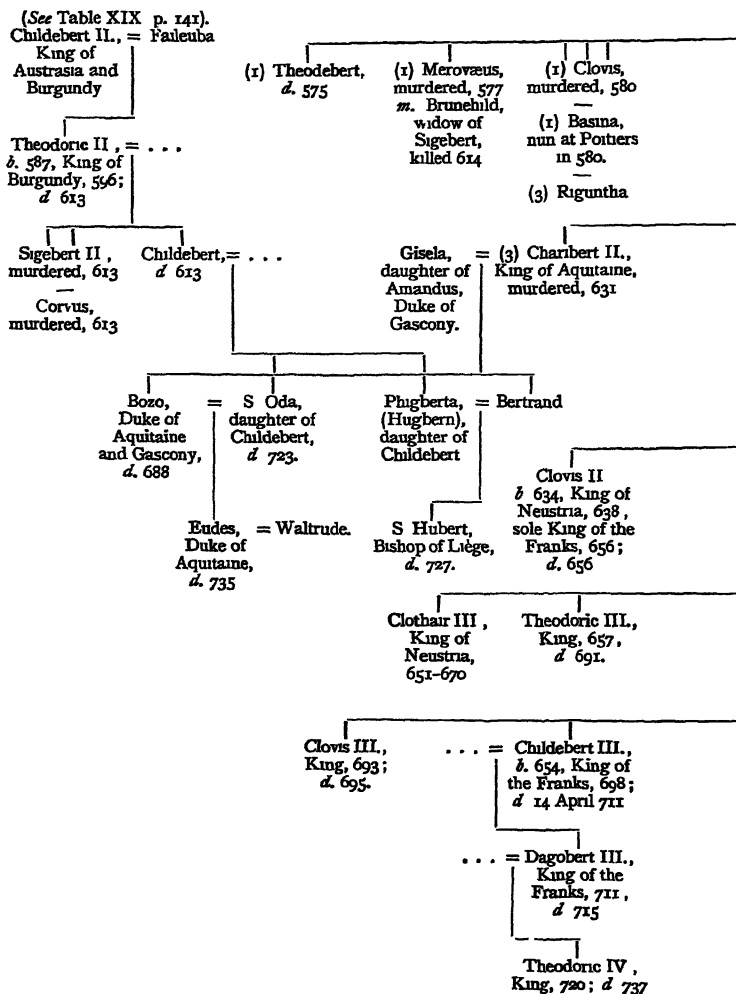 (See Table XIX p. 141).
Childebert II., = Faileuba
King of
Austrasia and
Burgundy
(1) Theodebert,
d. 575
(1) Merovæus,
murdered, 577
m. Brunehild,
widow of
Sigebert,
killed 614
(1) Clovis,
murdered, 580
—
(1) Basina,
nun at Poitiers
in 580.
—
(3) Riguntha
Theodoric II, = . . .
b. 587, King of
Burgundy, 596;
d 613
Sigebert II,
murdered, 613
—
Corvus,
murdered, 613
Childebert, = . . .
d 613
Gisela, = (3) Charibert II.,
daughter of
Amandus,
Duke of
Gascony.
King of Aquitaine,
murdered, 631
Bozo, =
Duke of
Aquitaine
and Gascony,
d. 688
S Oda,
daughter of
Childebert,
d 723.
Phigberta, = Bertrand
(Hugbern),
daughter of
Childebert
Clovis II
b 634, King of
Neustria, 638,
sole King of the
Franks, 656;
d. 656
Eudes, = Waltrude.
Duke of
Aquitaine,
d. 735
S Hubert,
Bishop of Liège,
d. 727.
Clothair III,
King of
Neustria,
651-670
Theodoric III.,
King, 657,
d 691.
Clovis III.,
King, 693;
d. 695.
. . . = Childebert III.,
b. 654, King of
the Franks, 698;
d 14 April 711
. . . = Dagobert III.,
King of the
Franks, 711,
d 715
Theodoric IV,
King, 720; d 737